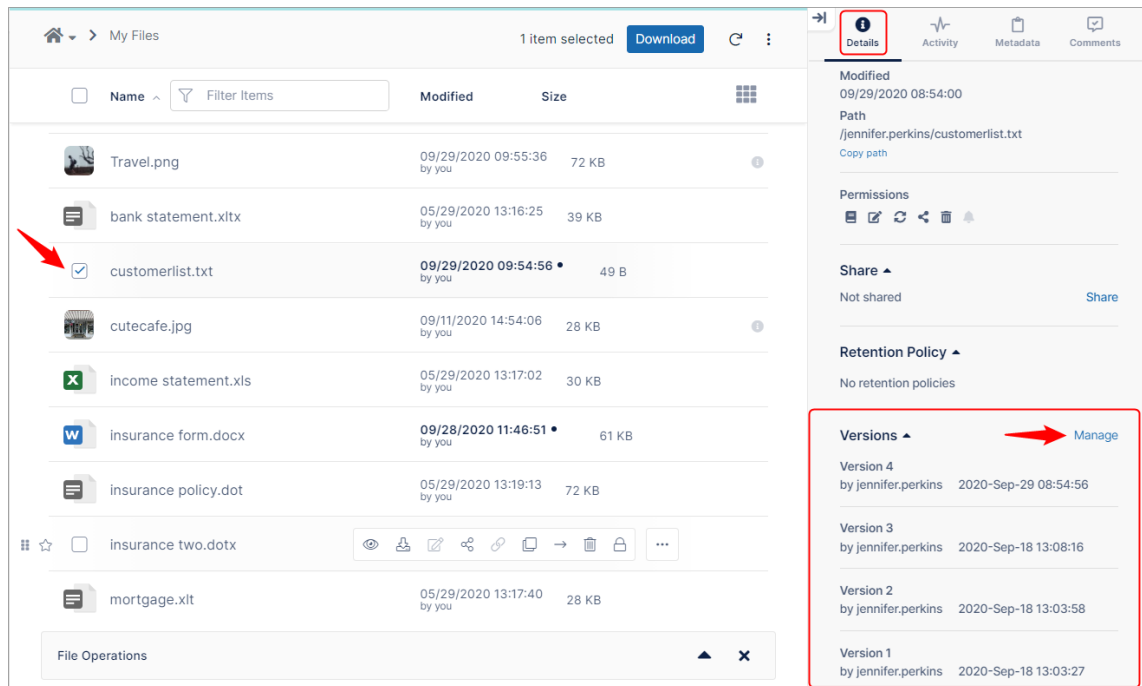 My Files
1 item selected
Download
Name
Filter Items
Modified
Size
Travel.png
09/29/2020 09:55:36
72 KB
by you
bank statement.xltx
05/29/2020 13:16:25
39 KB
by you
customerlist.txt
09/29/2020 09:54:56 •
49 B
by you
cutecafe.jpg
09/11/2020 14:54:06
28 KB
by you
income statement.xls
05/29/2020 13:17:02
30 KB
by you
insurance form.docx
09/28/2020 11:46:51 •
61 KB
by you
insurance policy.dot
05/29/2020 13:19:13
72 KB
by you
insurance two.dotx
mortgage.xlt
05/29/2020 13:17:40
28 KB
by you
File Operations
Details
Activity
Metadata
Comments
Modified
09/29/2020 08:54:00
Path
/jennifer.perkins/customerlist.txt
Copy path
Permissions
Share
Not shared
Share
Retention Policy
No retention policies
Versions
Manage
Version 4
by jennifer.perkins 2020-Sep-29 08:54:56
Version 3
by jennifer.perkins 2020-Sep-18 13:08:16
Version 2
by jennifer.perkins 2020-Sep-18 13:03:58
Version 1
by jennifer.perkins 2020-Sep-18 13:03:27